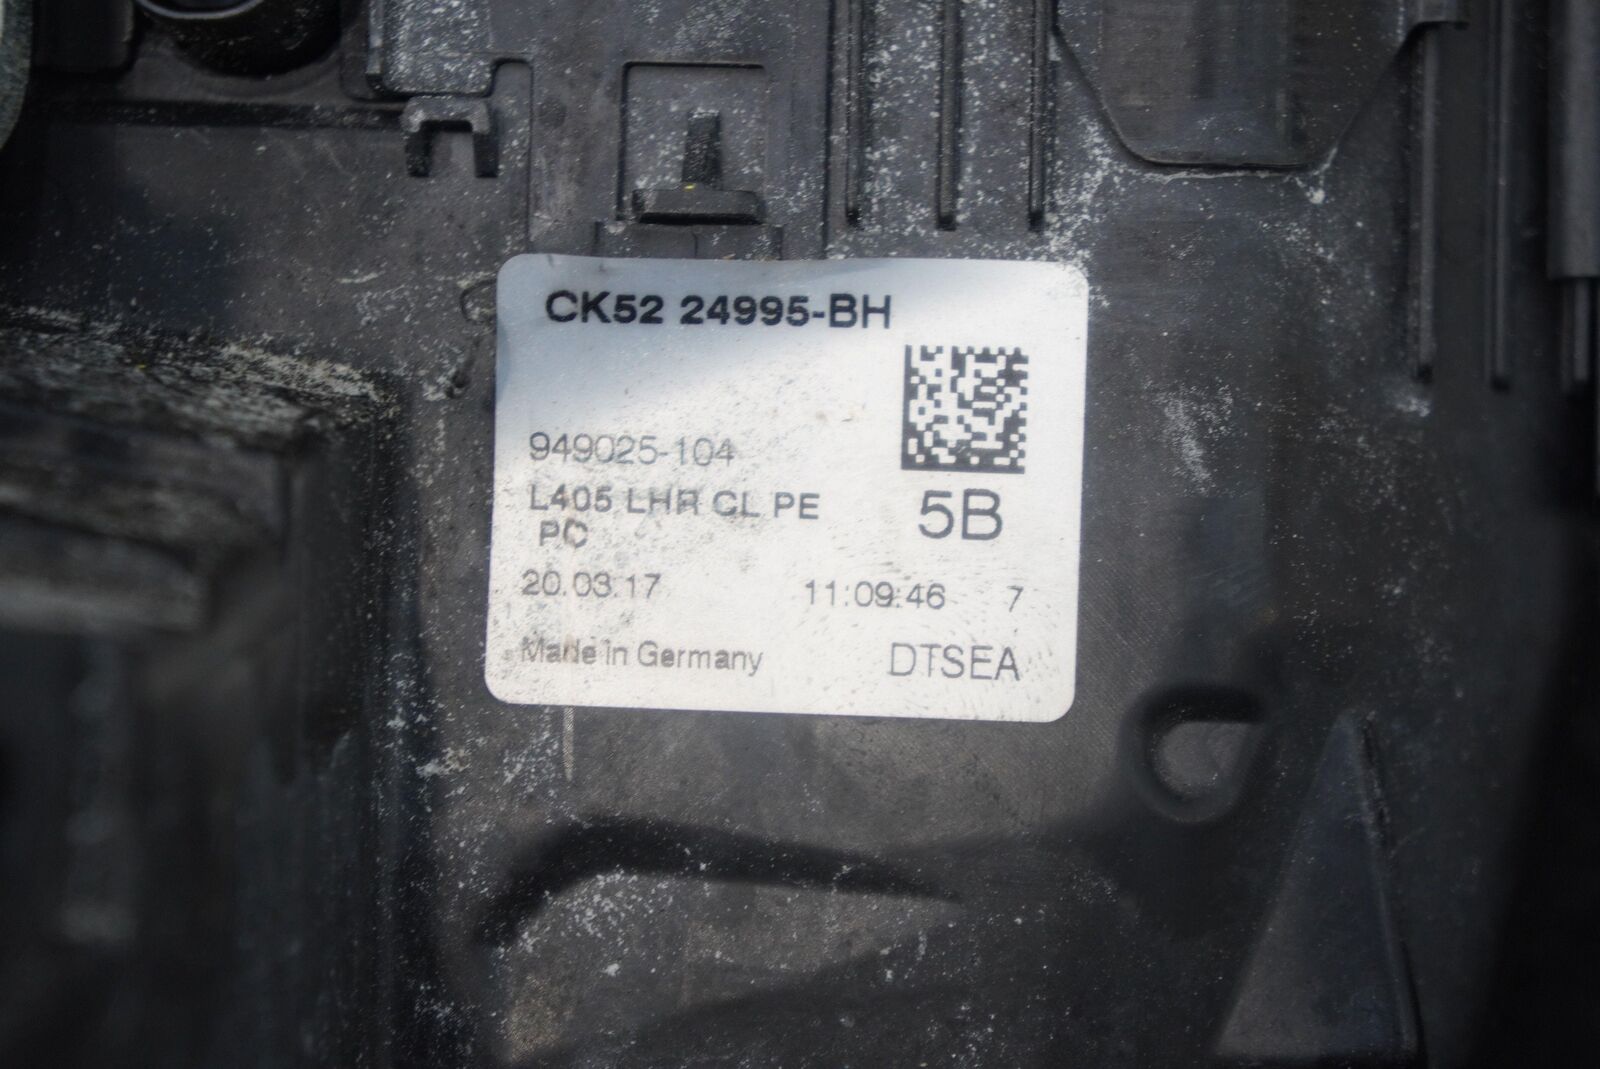 CK52 24995-BH
949025-104
L405 LHR CL PE
PC
5B
20.03.17 11:09:46 7
Made in Germany DTSEA